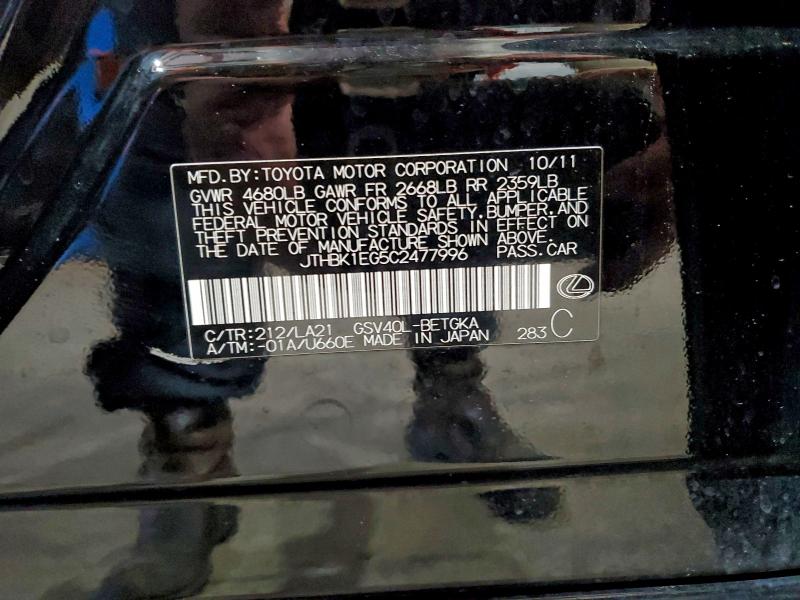 MFD.BY:TOYOTA MOTOR CORPORATION 10/11
GVWR 4680LB GAWR FR 2668LB RR 2359LB
THIS VEHICLE CONFORMS TO ALL APPLICABLE
FEDERAL MOTOR VEHICLE SAFETY,BUMPER,AND
THEFT PREVENTION STANDARDS IN EFFECT ON
THE DATE OF MANUFACTURE SHOWN ABOVE.
JTHBK1EG5C2477996 PASS.CAR
C/TR:212/LA21 GSV40L-BETGKA
A/TM:-01A/U660E MADE IN JAPAN 283 C